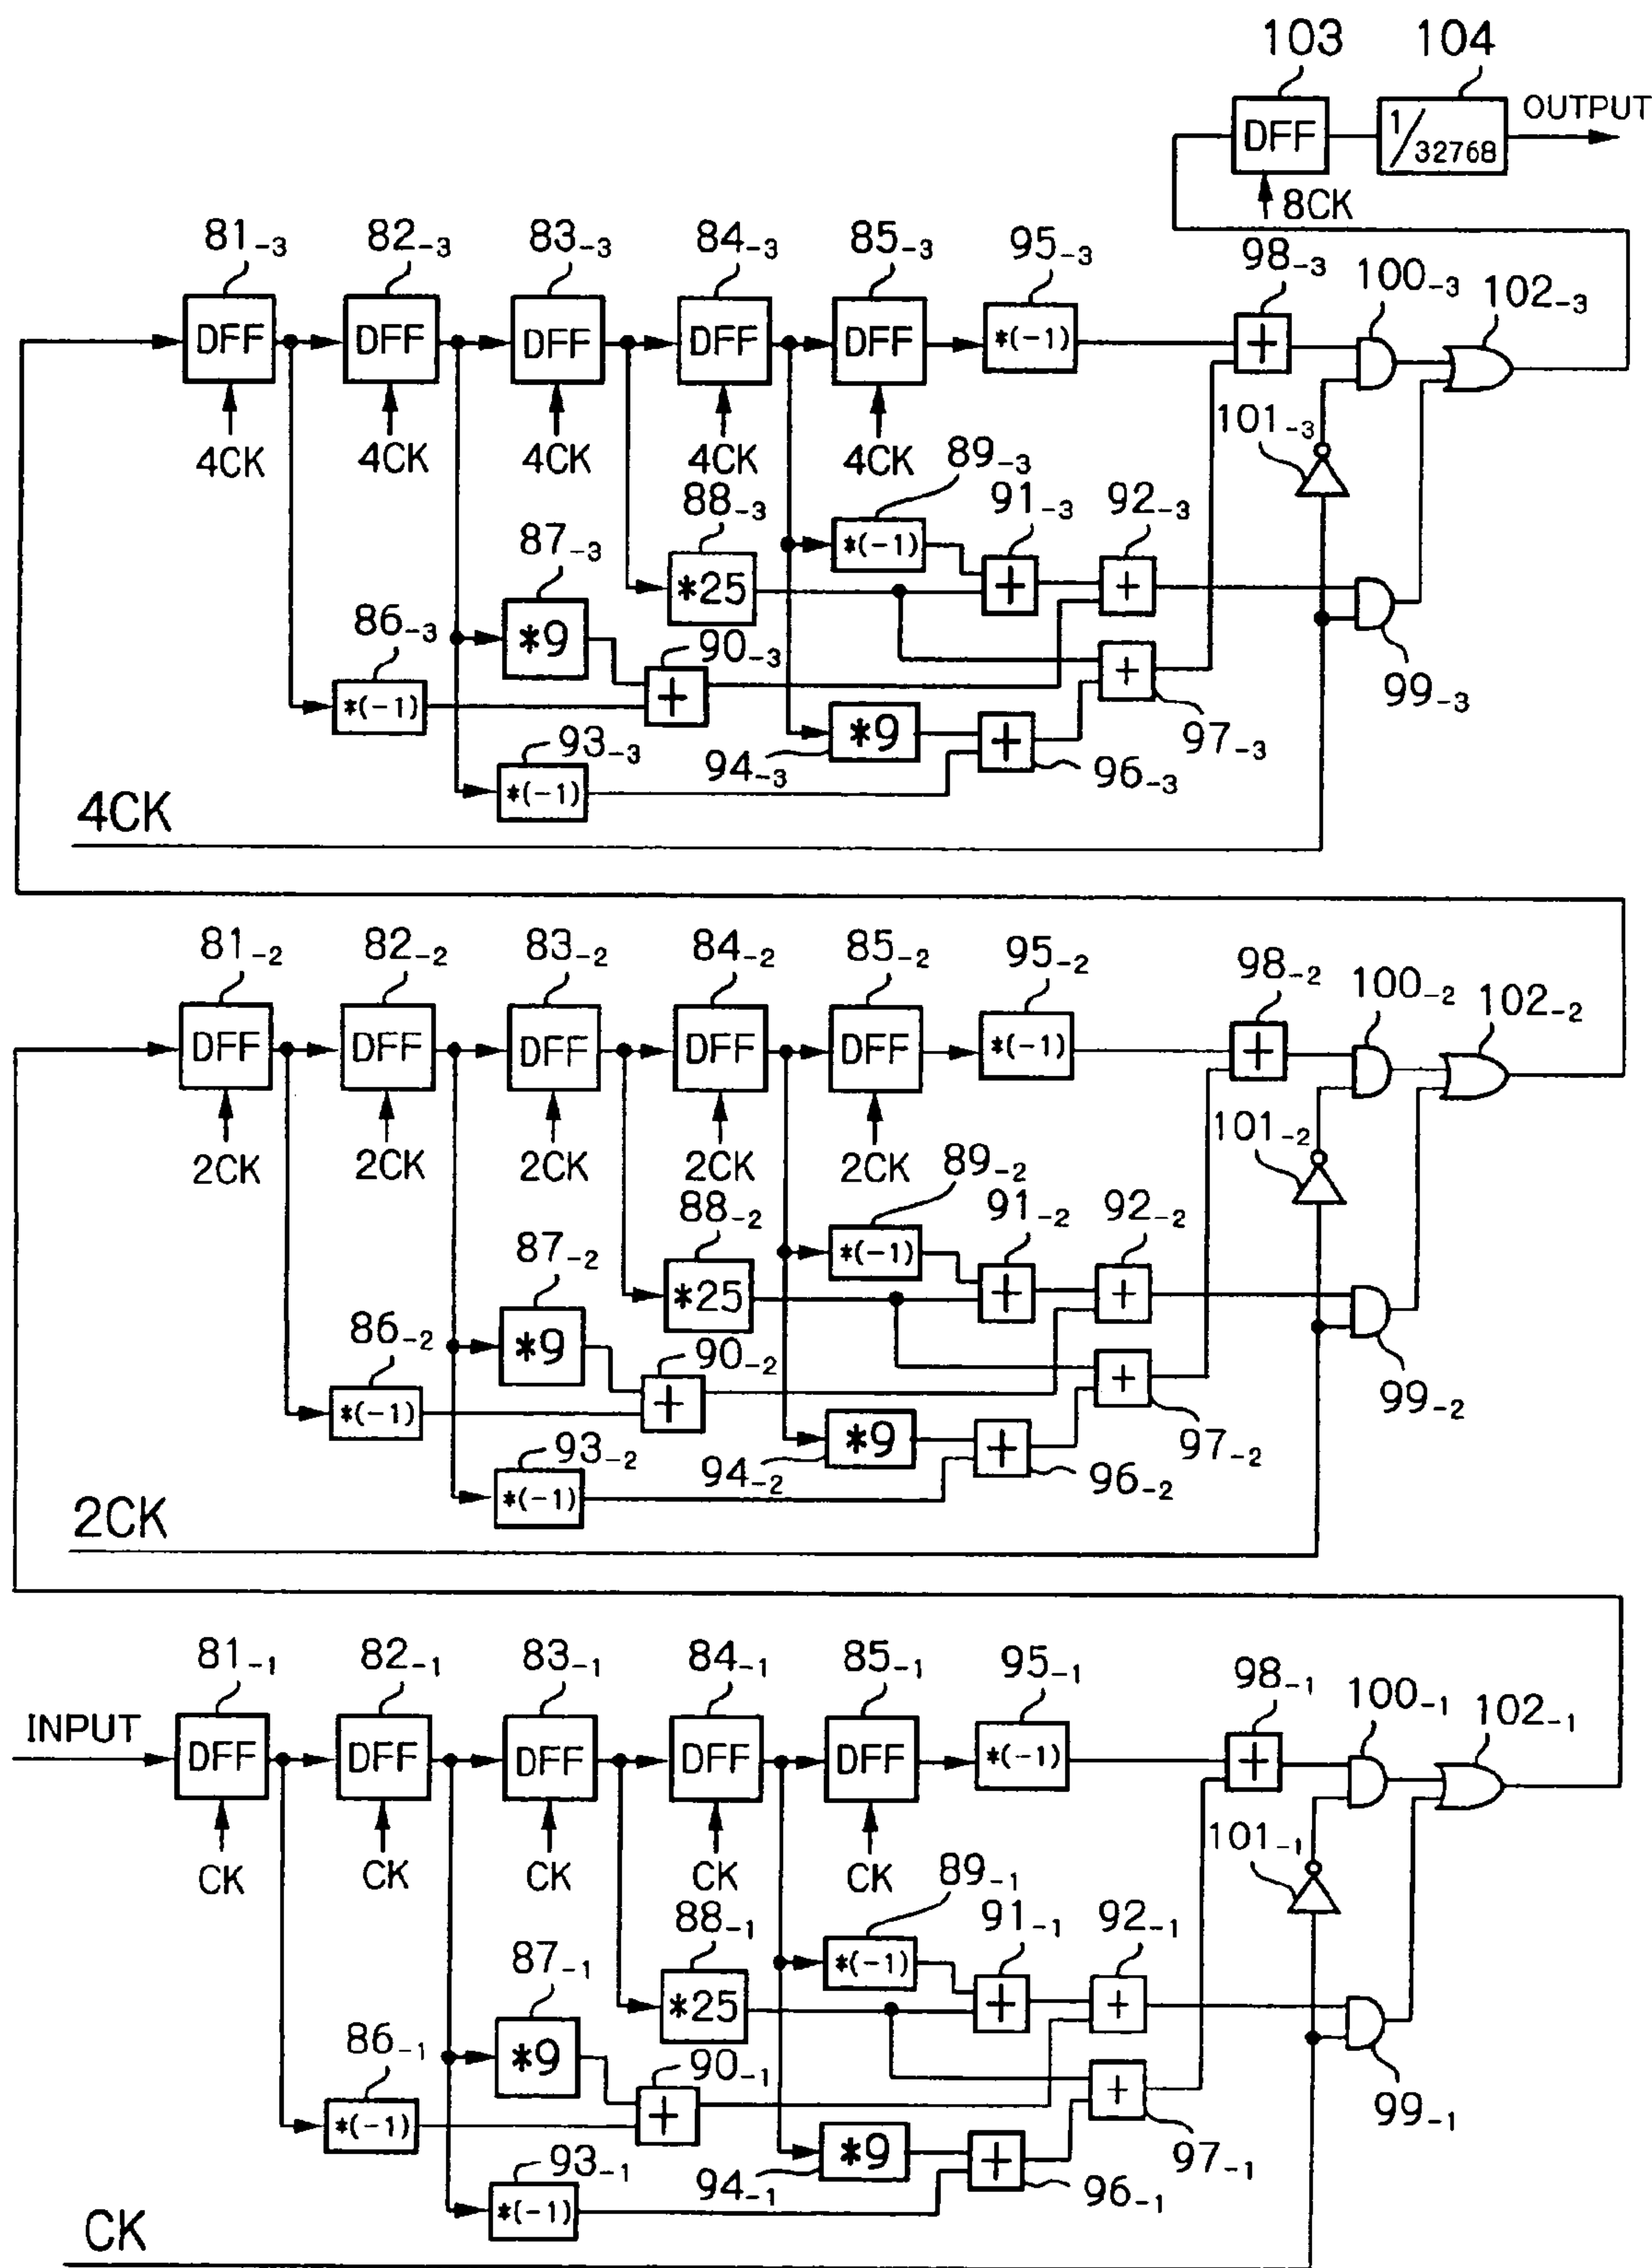 103 104
DFF 1/32768 OUTPUT
8CK
81-3 82-3 83-3 84-3 85-3 95-3 98-3 100-3 102-3
DFF DFF DFF DFF DFF *(-1) +
4CK 4CK 4CK 4CK 4CK 101-3
89-3
88-3 91-3 92-3
87-3 *(-1)
*25 + +
86-3 *9 90-3
*(-1) + + 99-3
93-3 *9 + 97-3
94-3 96-3
*(-1)
4CK
81-2 82-2 83-2 84-2 85-2 95-2 98-2 100-2 102-2
DFF DFF DFF DFF DFF *(-1) +
2CK 2CK 2CK 2CK 2CK 101-2
89-2
88-2 91-2 92-2
87-2 *(-1)
*25 + +
86-2 *9 90-2
*(-1) + + 99-2
93-2 *9 + 97-2
94-2 96-2
*(-1)
2CK
81-1 82-1 83-1 84-1 85-1 95-1 98-1 100-1 102-1
INPUT DFF DFF DFF DFF DFF *(-1) +
CK CK CK CK CK 101-1
89-1
88-1 91-1 92-1
87-1 *(-1)
*25 + +
86-1 *9 90-1
*(-1) + + 99-1
93-1 *9 + 97-1
94-1 96-1
*(-1)
CK